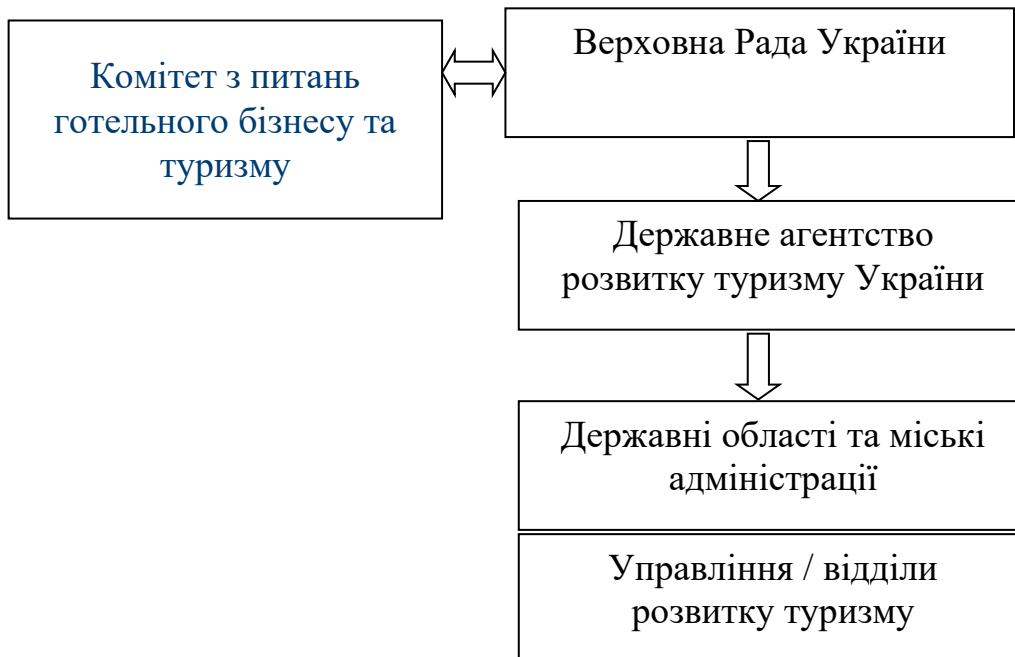 Комітет з питань
готельного бізнесу та
туризму
Верховна Рада України
Державне агентство
розвитку туризму України
Державні області та міські
адміністрації
Управління / відділи
розвитку туризму